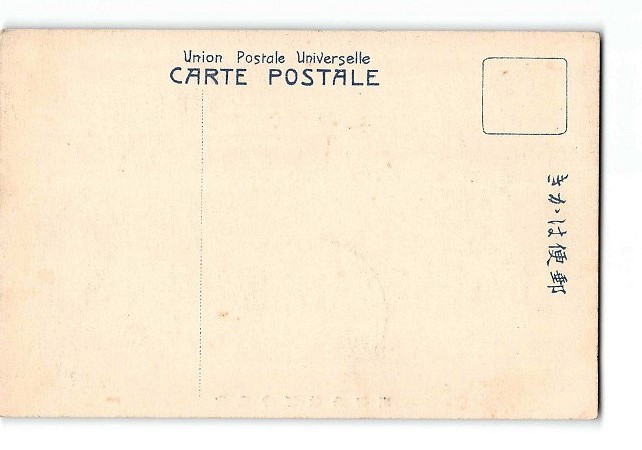 Union Postale Universelle
CARTE POSTALE
きかは便郵